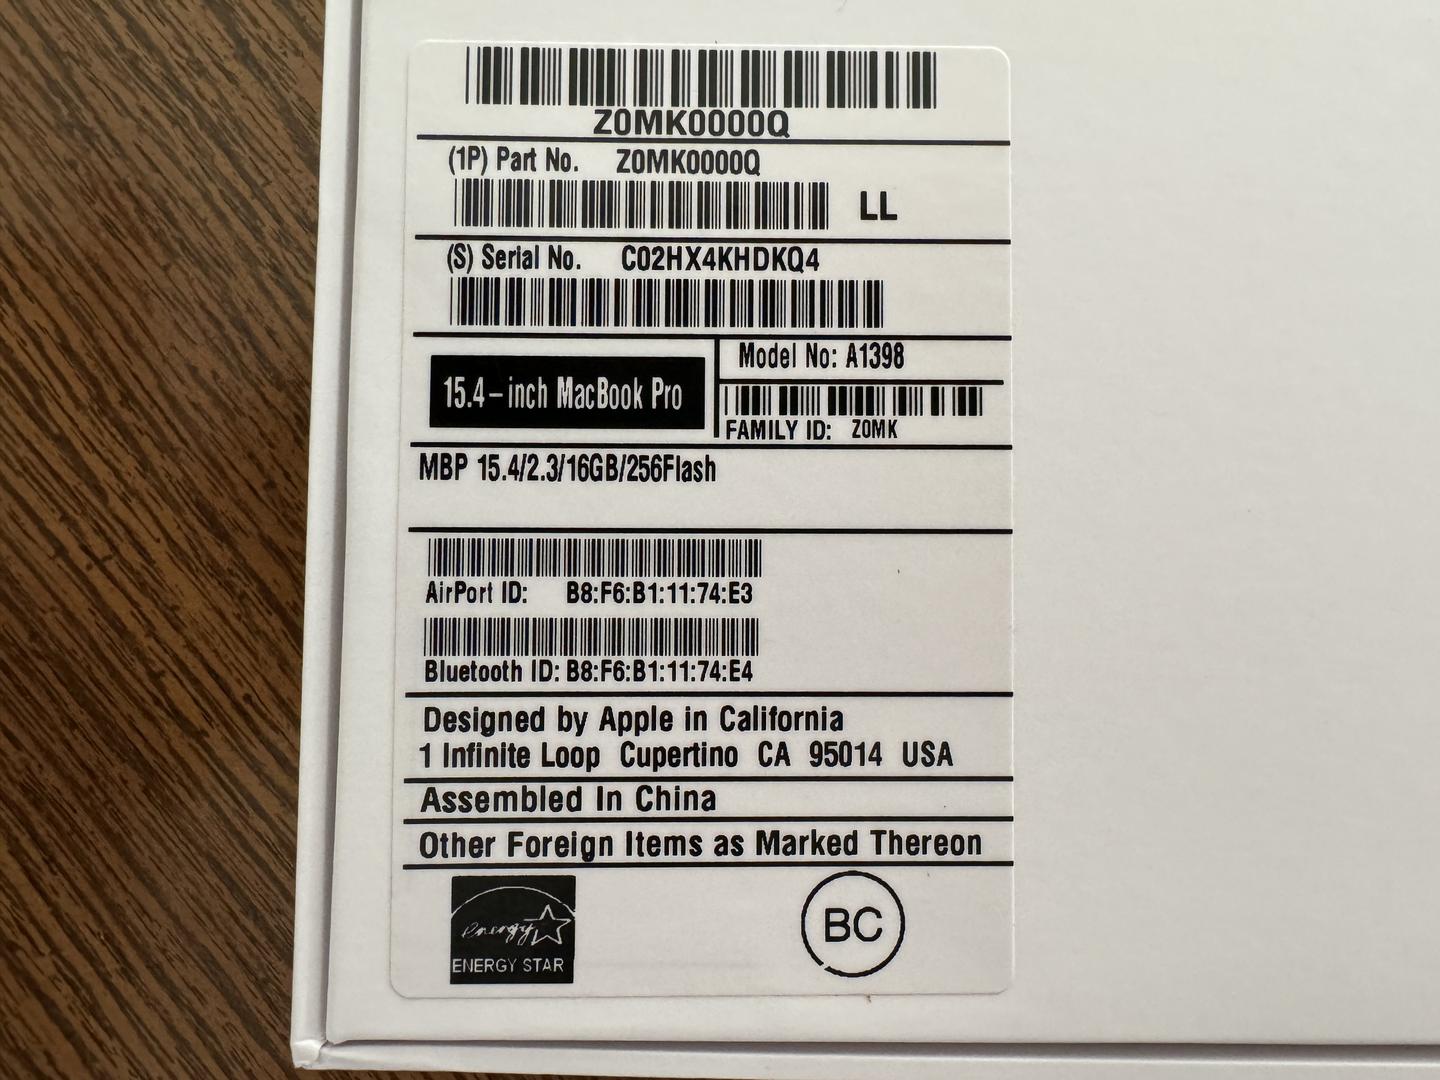 Z0MK0000Q
(1P) Part No. Z0MK0000Q
LL
(S) Serial No. C02HX4KHDKQ4
15.4-inch MacBook Pro
Model No: A1398
FAMILY ID: Z0MK
MBP 15.4/2.3/16GB/256Flash
AirPort ID: B8:F6:B1:11:74:E3
Bluetooth ID: B8:F6:B1:11:74:E4
Designed by Apple in California
1 Infinite Loop Cupertino CA 95014 USA
Assembled In China
Other Foreign Items as Marked Thereon
energy
ENERGY STAR
BC